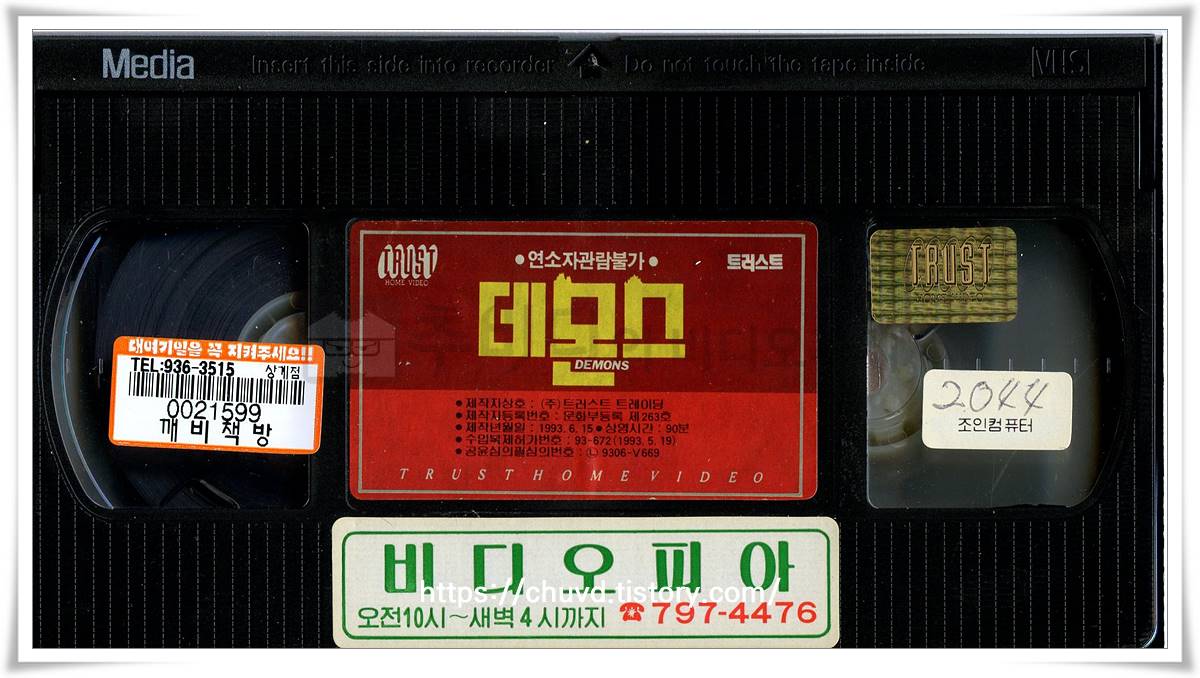 Media Insert this side into recorder Do not touch the tape inside VHS
TRUST
HOME VIDEO
•연소자관람불가•
트러스트
데몬스
DEMONS
•제작자상호 : (주)트러스트 트레이딩
•제작자등록번호 : 문화부등록 제263호
•제작년월일 : 1993. 6. 15 •상영시간 : 90분
•수입복제허가번호 : 93-672(1993. 5. 19)
•공윤심의필심의번호 : 9306-V669
TRUST HOME VIDEO
대여기일을 꼭 지켜주세요!!
TEL:936-3515 상계점
0021599
깨비책방
TRUST
HOME VIDEO
2044
조인컴퓨터
비디오피아
https://chuvd.tistory.com/
오전10시~새벽4시까지 ☎797-4476